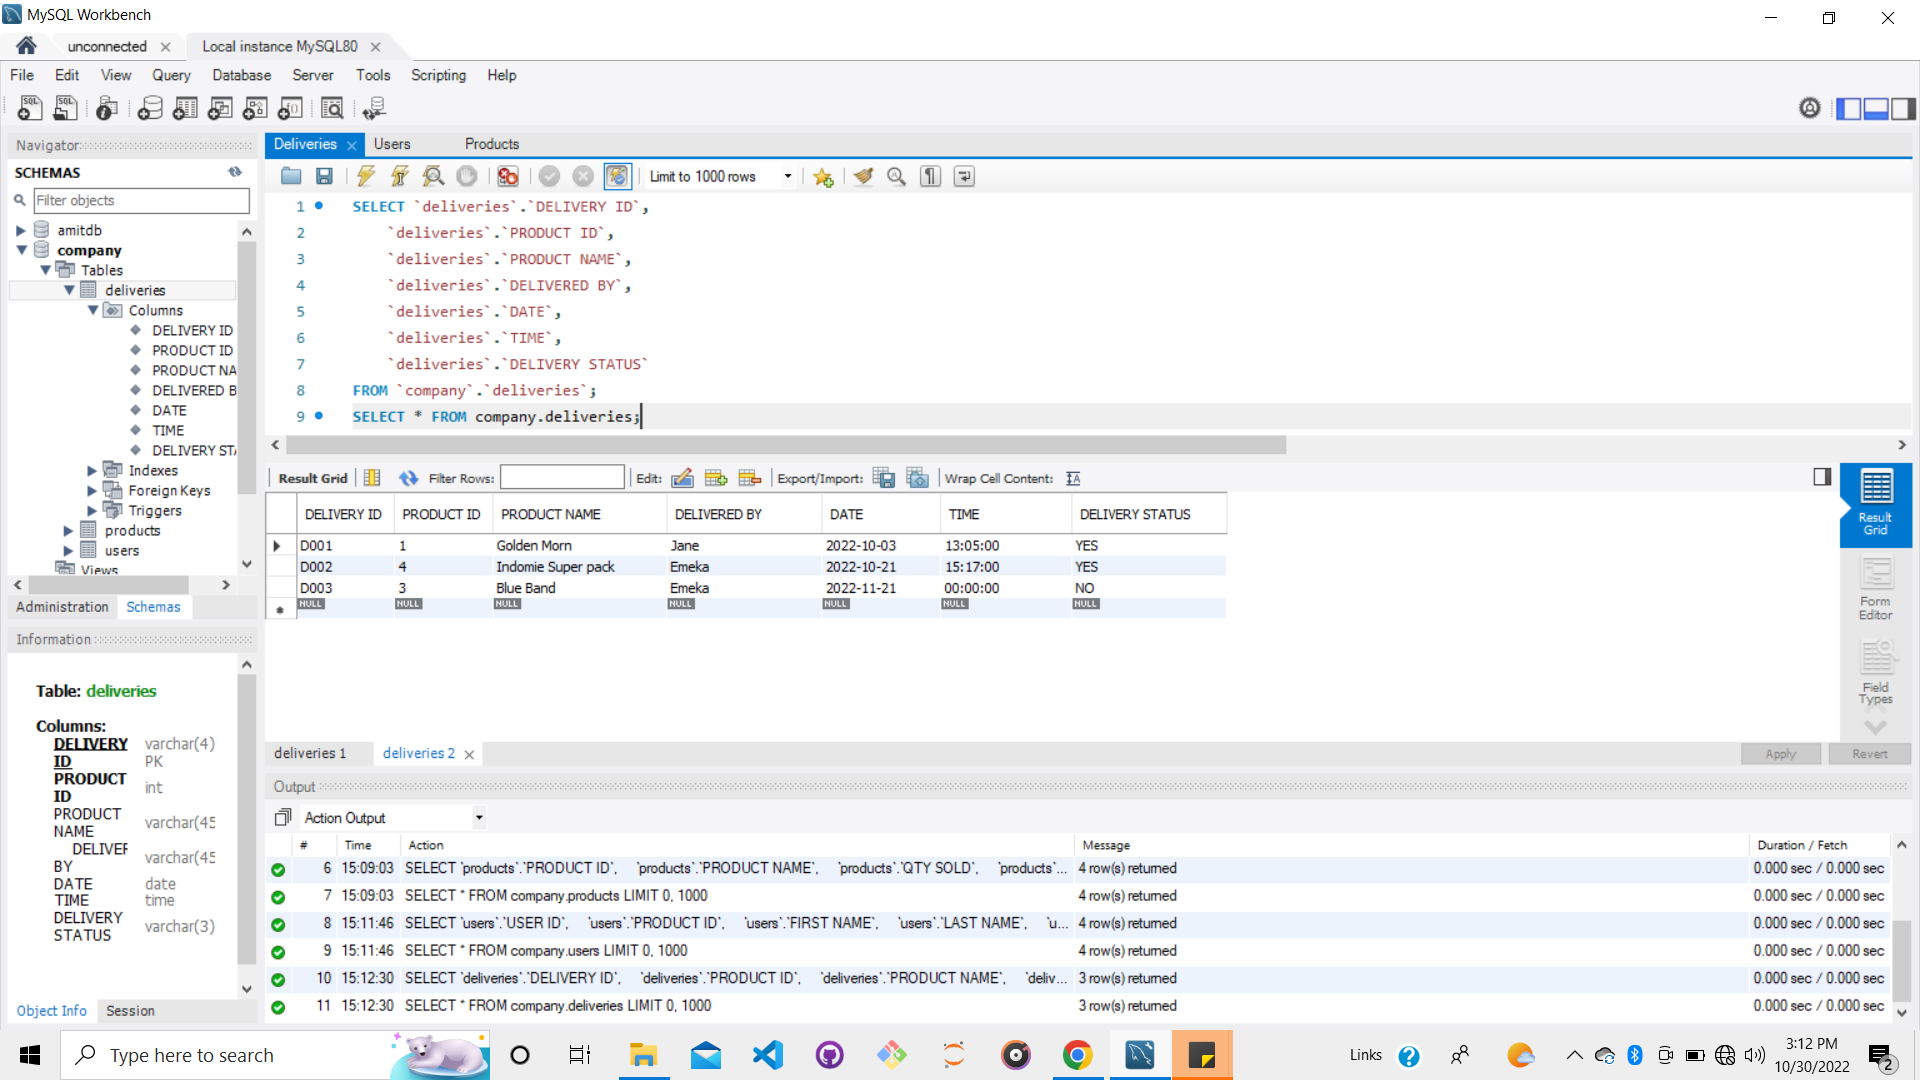 MySQL Workbench
unconnected
Local instance MySQL80
File Edit View Query Database Server Tools Scripting Help
Navigator
SCHEMAS
Filter objects
amitdb
company
Tables
deliveries
Columns
DELIVERY ID
PRODUCT ID
PRODUCT NA
DELIVERED B
DATE
TIME
DELIVERY STA
Indexes
Foreign Keys
Triggers
products
users
Views
Administration Schemas
Information
Table: deliveries
Columns:
DELIVERY ID varchar(4) PK
PRODUCT ID int
PRODUCT NAME varchar(45
DELIVER BY varchar(45
DATE date
TIME time
DELIVERY STATUS varchar(3)
Object Info Session
Deliveries Users Products
Limit to 1000 rows
1 SELECT `deliveries`.`DELIVERY ID`,
2 `deliveries`.`PRODUCT ID`,
3 `deliveries`.`PRODUCT NAME`,
4 `deliveries`.`DELIVERED BY`,
5 `deliveries`.`DATE`,
6 `deliveries`.`TIME`,
7 `deliveries`.`DELIVERY STATUS`
8 FROM `company`.`deliveries`;
9 SELECT * FROM company.deliveries;
Result Grid Filter Rows: Edit: Export/Import: Wrap Cell Content:
DELIVERY ID PRODUCT ID PRODUCT NAME DELIVERED BY DATE TIME DELIVERY STATUS
D001 1 Golden Morn Jane 2022-10-03 13:05:00 YES
D002 4 Indomie Super pack Emeka 2022-10-21 15:17:00 YES
D003 3 Blue Band Emeka 2022-11-21 00:00:00 NO
NULL NULL NULL NULL NULL NULL NULL
Result Grid
Form Editor
Field Types
deliveries 1 deliveries 2
Apply Revert
Output
Action Output
# Time Action Message Duration / Fetch
6 15:09:03 SELECT `products`.`PRODUCT ID`, `products`.`PRODUCT NAME`, `products`.`QTY SOLD`, `products`... 4 row(s) returned 0.000 sec / 0.000 sec
7 15:09:03 SELECT * FROM company.products LIMIT 0, 1000 4 row(s) returned 0.000 sec / 0.000 sec
8 15:11:46 SELECT `users`.`USER ID`, `users`.`PRODUCT ID`, `users`.`FIRST NAME`, `users`.`LAST NAME`, `u... 4 row(s) returned 0.000 sec / 0.000 sec
9 15:11:46 SELECT * FROM company.users LIMIT 0, 1000 4 row(s) returned 0.000 sec / 0.000 sec
10 15:12:30 SELECT `deliveries`.`DELIVERY ID`, `deliveries`.`PRODUCT ID`, `deliveries`.`PRODUCT NAME`, `deliv... 3 row(s) returned 0.000 sec / 0.000 sec
11 15:12:30 SELECT * FROM company.deliveries LIMIT 0, 1000 3 row(s) returned 0.000 sec / 0.000 sec
Type here to search
Links
3:12 PM
10/30/2022
2